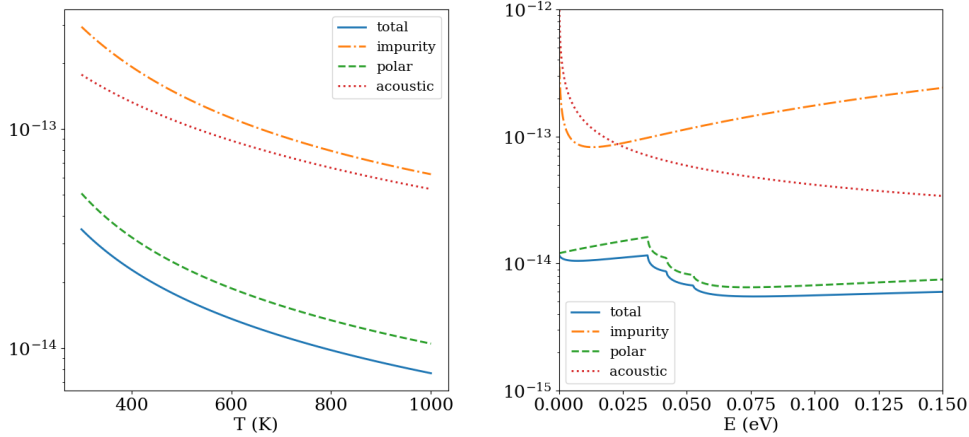 total
impurity
polar
acoustic
10⁻¹³
10⁻¹⁴
400
600
800
1000
T (K)
10⁻¹²
10⁻¹³
10⁻¹⁴
10⁻¹⁵
total
impurity
polar
acoustic
0.000
0.025
0.050
0.075
0.100
0.125
0.150
E (eV)